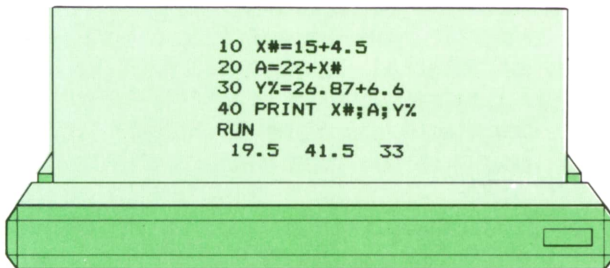 10 X#=15+4.5
20 A=22+X#
30 Y%=26.87+6.6
40 PRINT X#;A;Y%
RUN
19.5 41.5 33